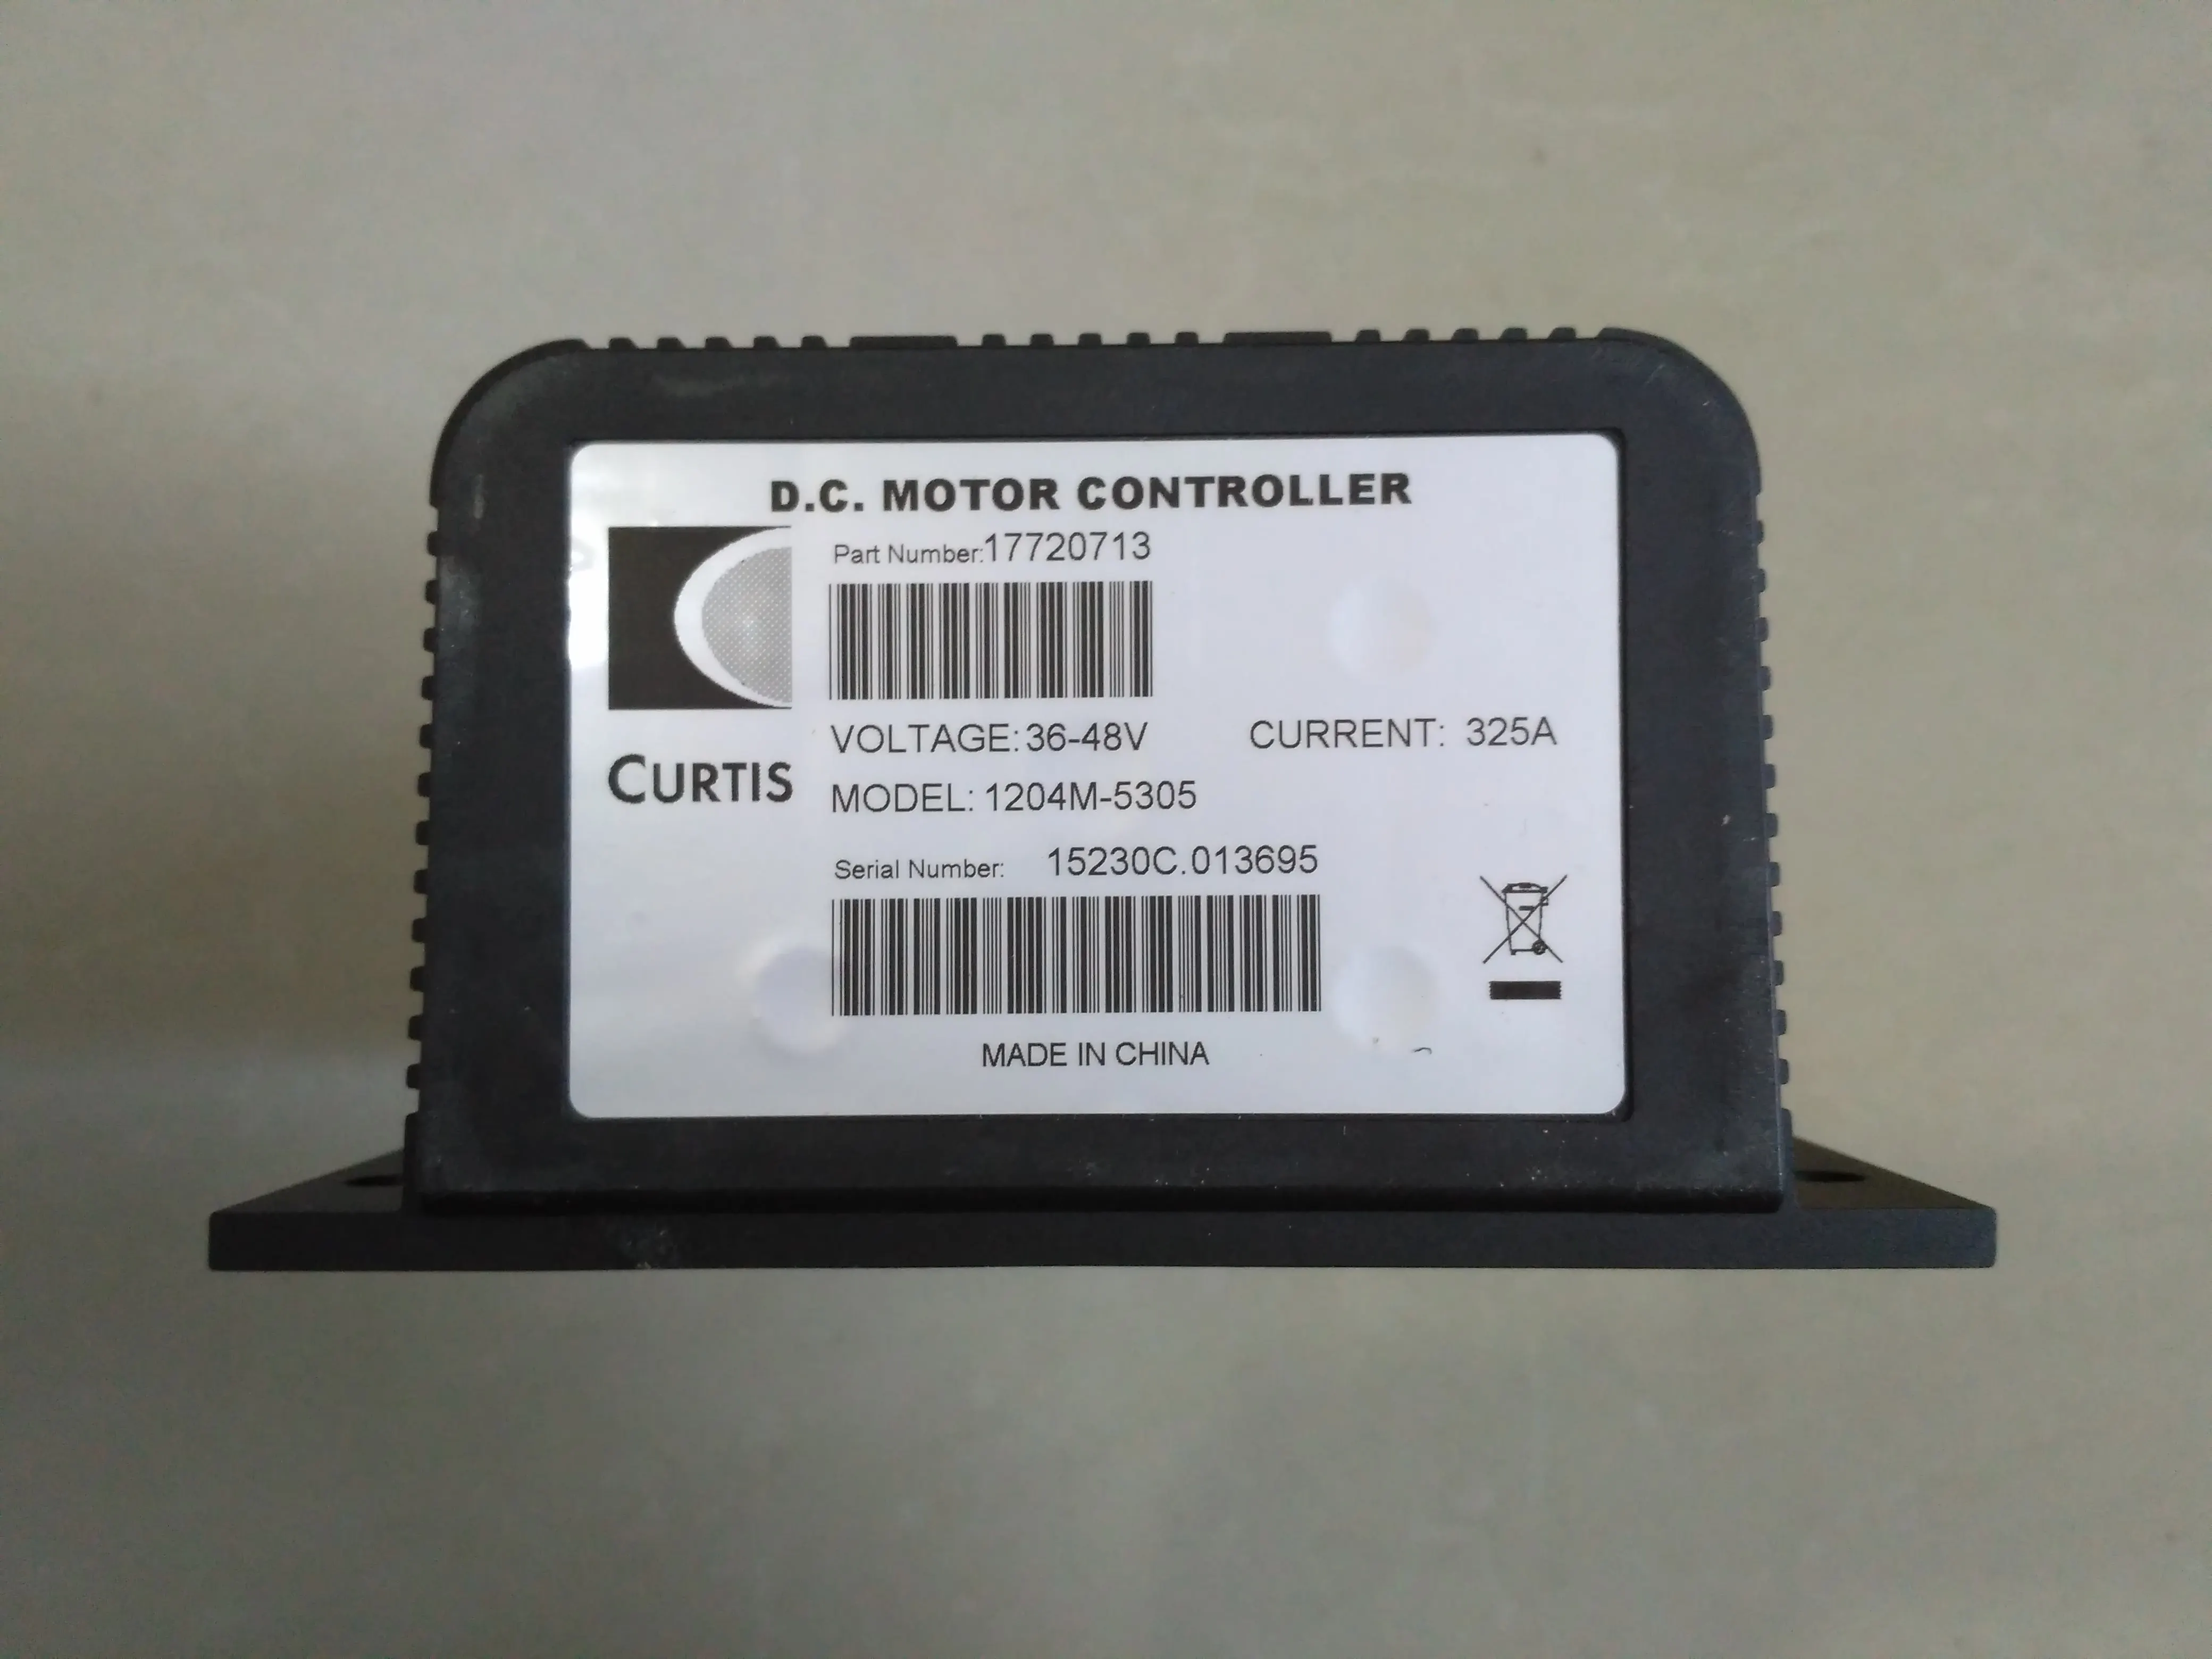 D.C. MOTOR CONTROLLER
Part Number:17720713
VOLTAGE:36-48V CURRENT: 325A
CURTIS
MODEL: 1204M-5305
Serial Number: 15230C.013695
MADE IN CHINA